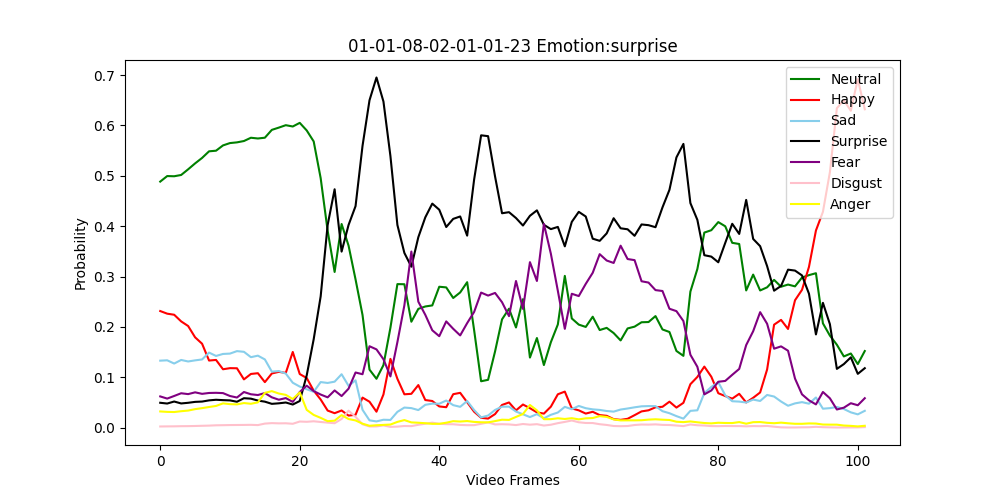 01-01-08-02-01-01-23 Emotion:surprise
Probability
0.7
0.6
0.5
0.4
0.3
0.2
0.1
0.0
0 20 40 60 80 100
Video Frames
Neutral
Happy
Sad
Surprise
Fear
Disgust
Anger